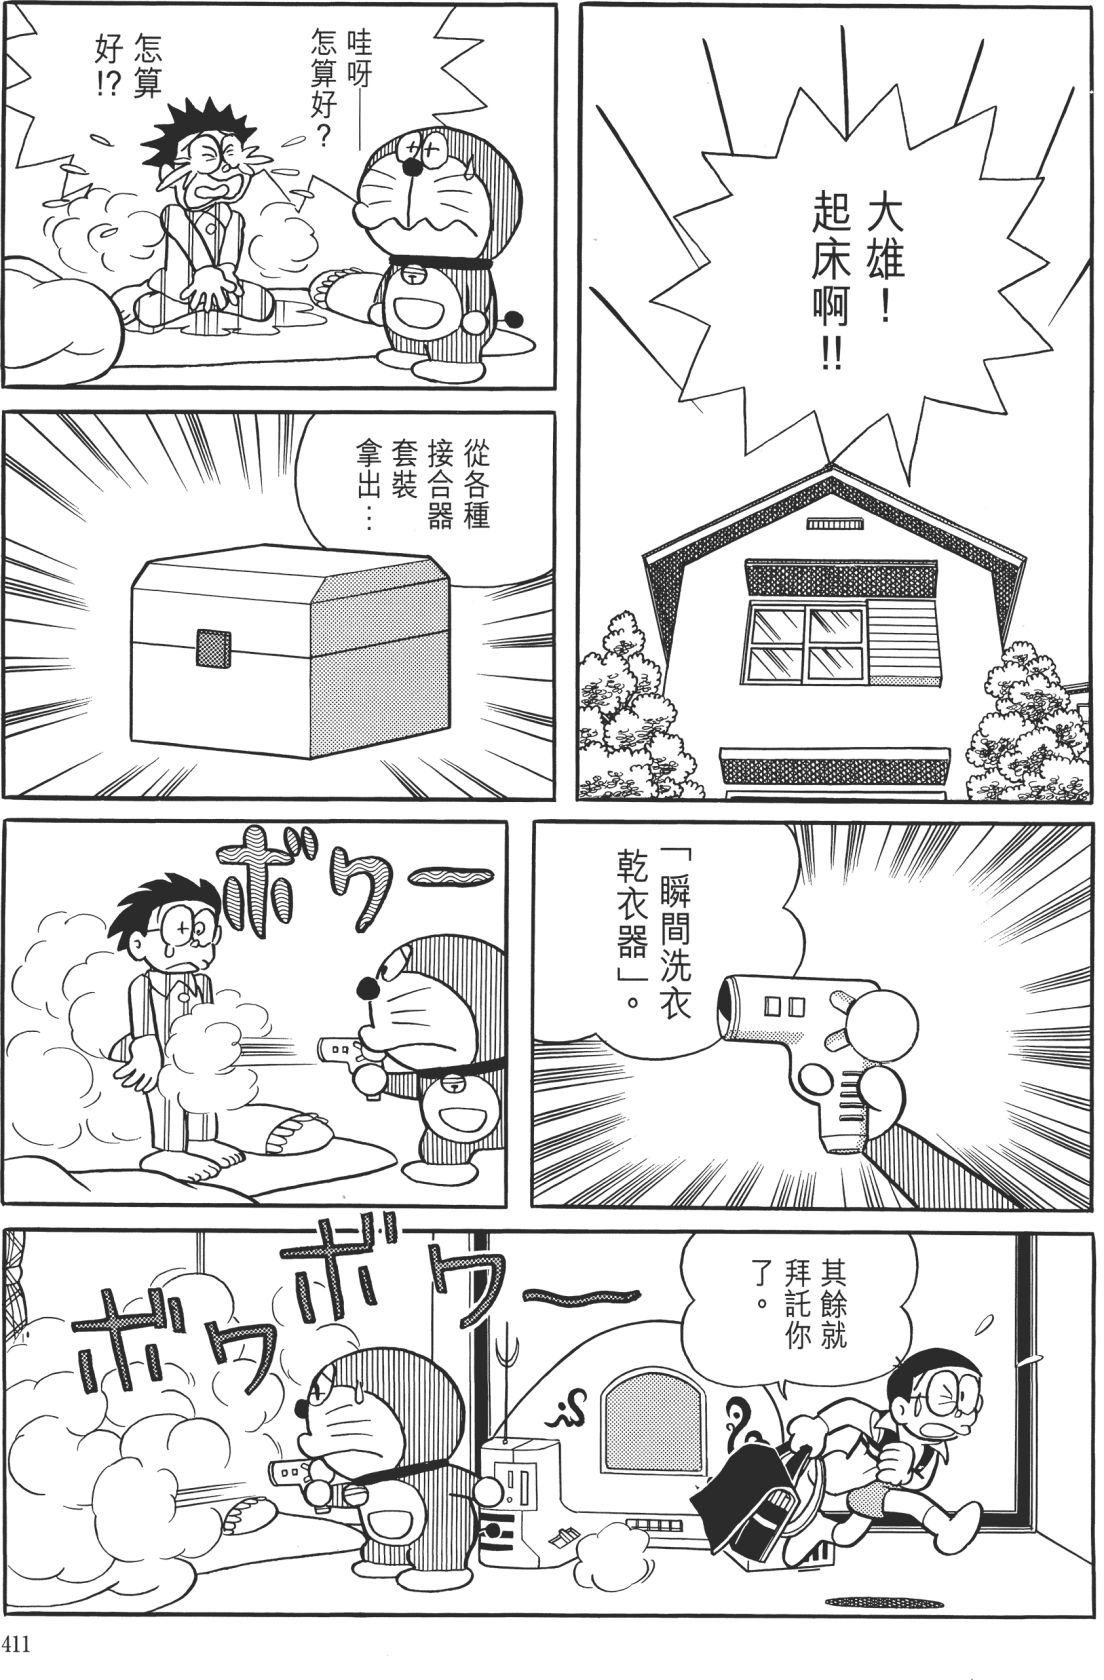 大雄！
起床啊!!
哇呀——
怎算好？
怎算
好!?
從各種
接合器
套裝
拿出…
「瞬間洗衣
乾衣器」。
ボワー
其餘就
拜託你
了。
ボワー
ボワ
411